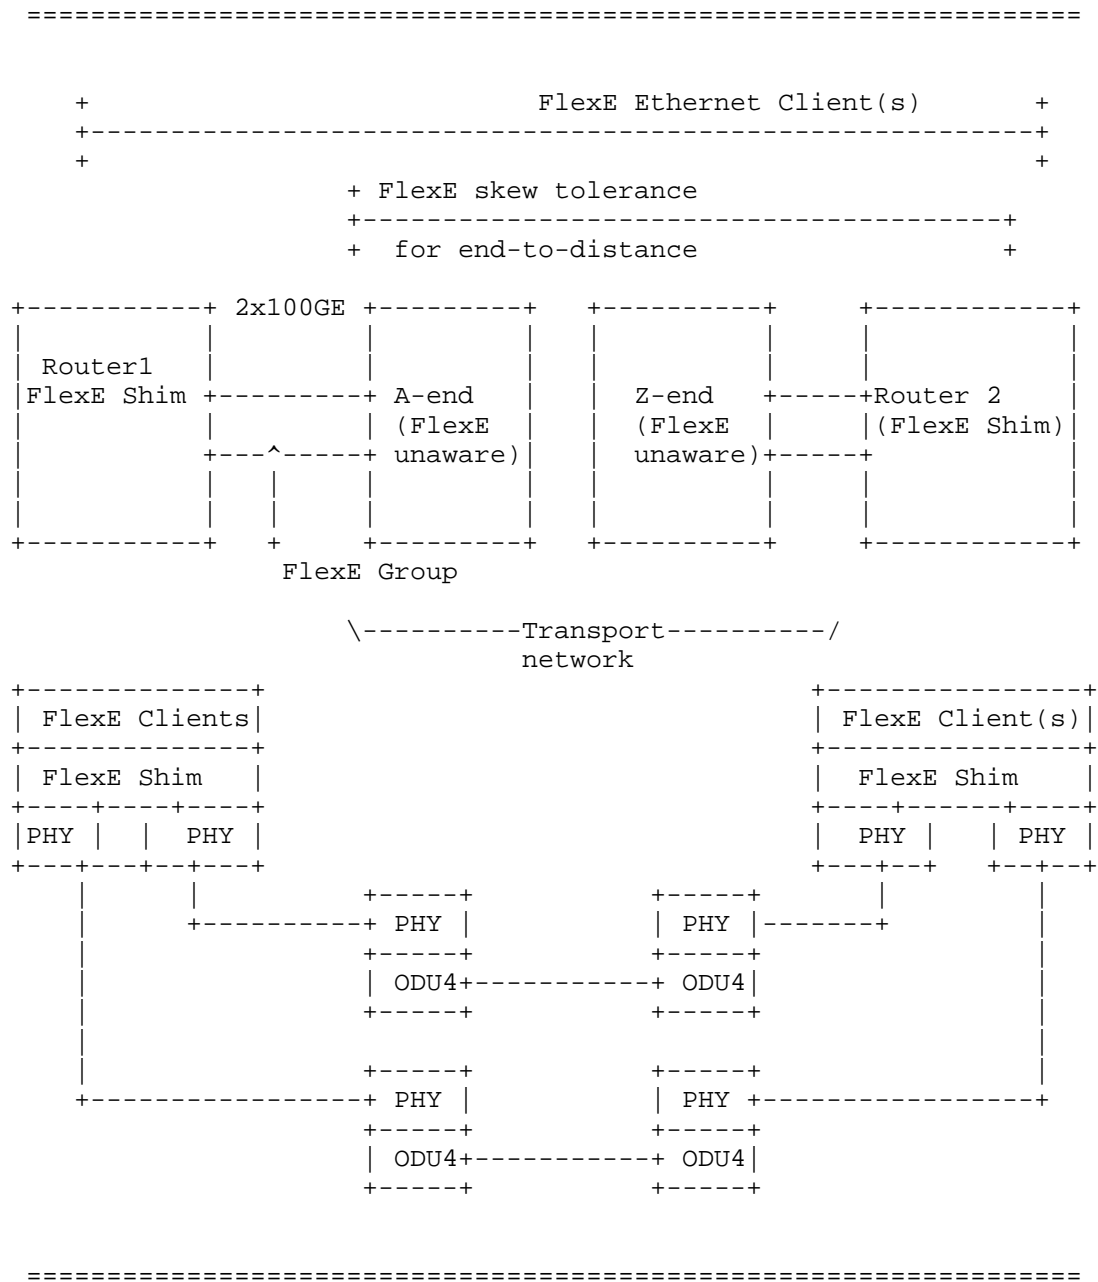 FlexE Ethernet Client(s)
FlexE skew tolerance
for end-to-distance
2x100GE
Router1
FlexE Shim A-end Z-end Router 2
(FlexE (FlexE (FlexE Shim)
unaware) unaware)
FlexE Group
Transport
network
FlexE Clients FlexE Client(s)
FlexE Shim FlexE Shim
PHY PHY PHY PHY
PHY PHY
ODU4 ODU4
PHY PHY
ODU4 ODU4